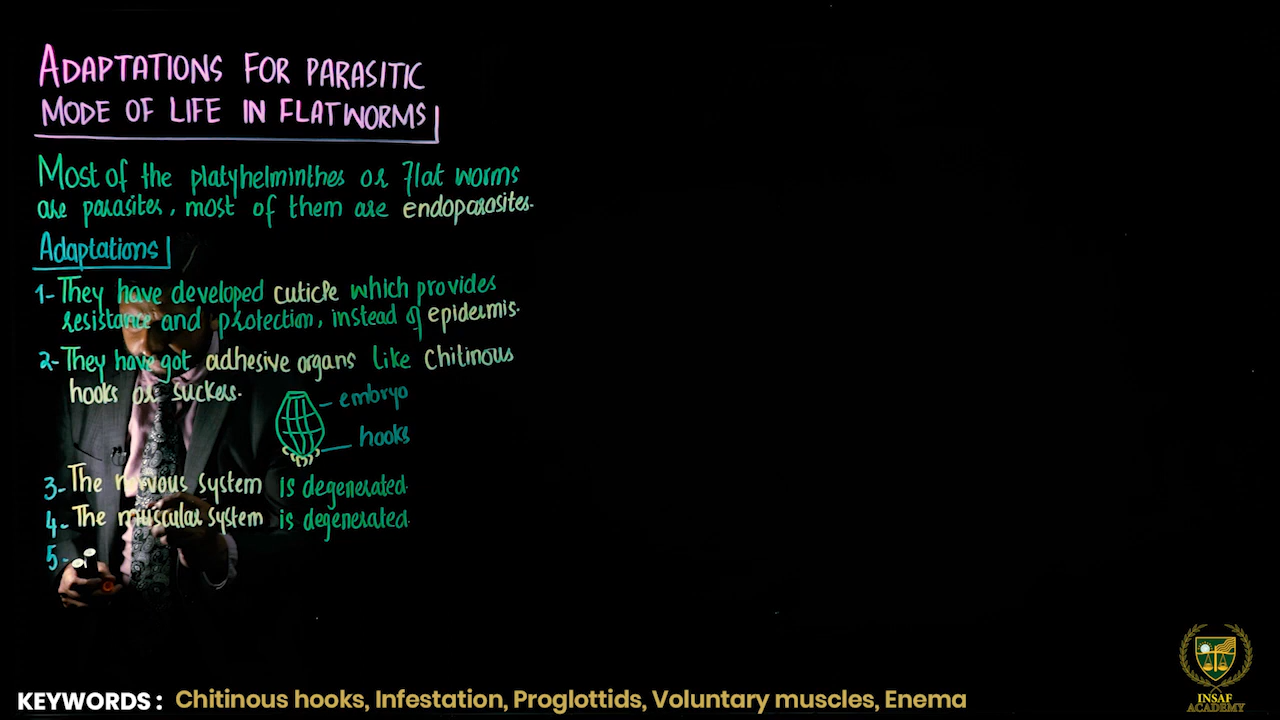 ADAPTATIONS FOR PARASITIC
MODE OF LIFE IN FLATWORMS
Most of the platyhelminthes or Flat worms
are parasites, most of them are endoparasites.
Adaptations
1- They have developed cuticle which provides
resistance and protection, instead of epidermis.
2- They have got adhesive organs like Chitinous
hooks or suckers.
embryo
hooks
3- The nervous system is degenerated.
4- The muscular system is degenerated.
5-
KEYWORDS : Chitinous hooks, Infestation, Proglottids, Voluntary muscles, Enema
INSAF
ACADEMY